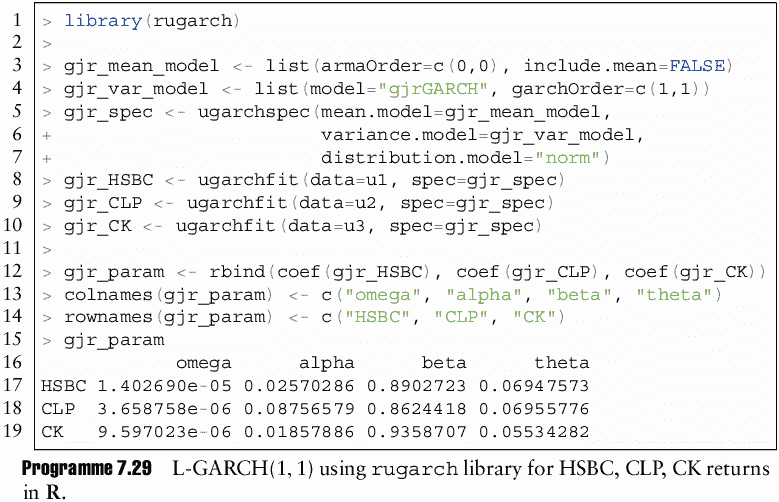 1 > library(rugarch)
2 >
3 > gjr_mean_model <- list(armaOrder=c(0,0), include.mean=FALSE)
4 > gjr_var_model <- list(model="gjrGARCH", garchOrder=c(1,1))
5 > gjr_spec <- ugarchspec(mean.model=gjr_mean_model,
6 + variance.model=gjr_var_model,
7 + distribution.model="norm")
8 > gjr_HSBC <- ugarchfit(data=u1, spec=gjr_spec)
9 > gjr_CLP <- ugarchfit(data=u2, spec=gjr_spec)
10 > gjr_CK <- ugarchfit(data=u3, spec=gjr_spec)
11 >
12 > gjr_param <- rbind(coef(gjr_HSBC), coef(gjr_CLP), coef(gjr_CK))
13 > colnames(gjr_param) <- c("omega", "alpha", "beta", "theta")
14 > rownames(gjr_param) <- c("HSBC", "CLP", "CK")
15 > gjr_param
16 omega alpha beta theta
17 HSBC 1.402690e-05 0.02570286 0.8902723 0.06947573
18 CLP 3.658758e-06 0.08756579 0.8624418 0.06955776
19 CK 9.597023e-06 0.01857886 0.9358707 0.05534282
Programme 7.29 L-GARCH(1, 1) using rugarch library for HSBC, CLP, CK returns
in R.